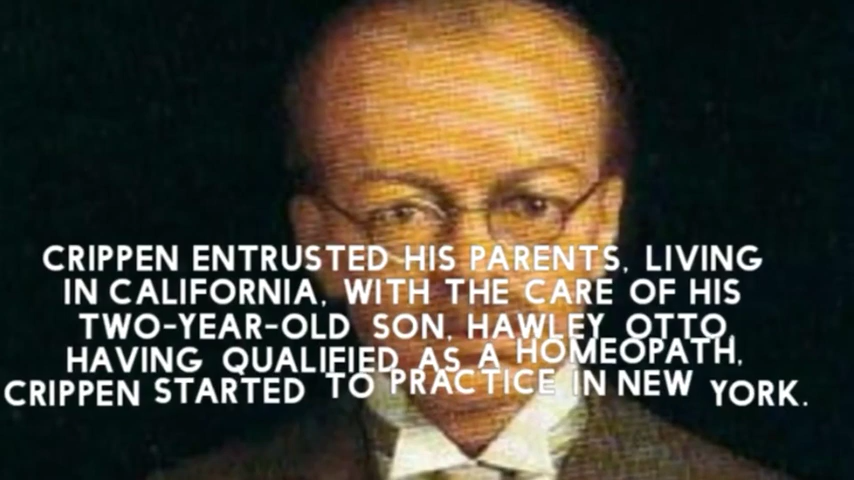 CRIPPEN ENTRUSTED HIS PARENTS, LIVING
IN CALIFORNIA, WITH THE CARE OF HIS
TWO-YEAR-OLD SON, HAWLEY OTTO.
HAVING QUALIFIED AS A HOMEOPATH,
CRIPPEN STARTED TO PRACTICE IN NEW YORK.